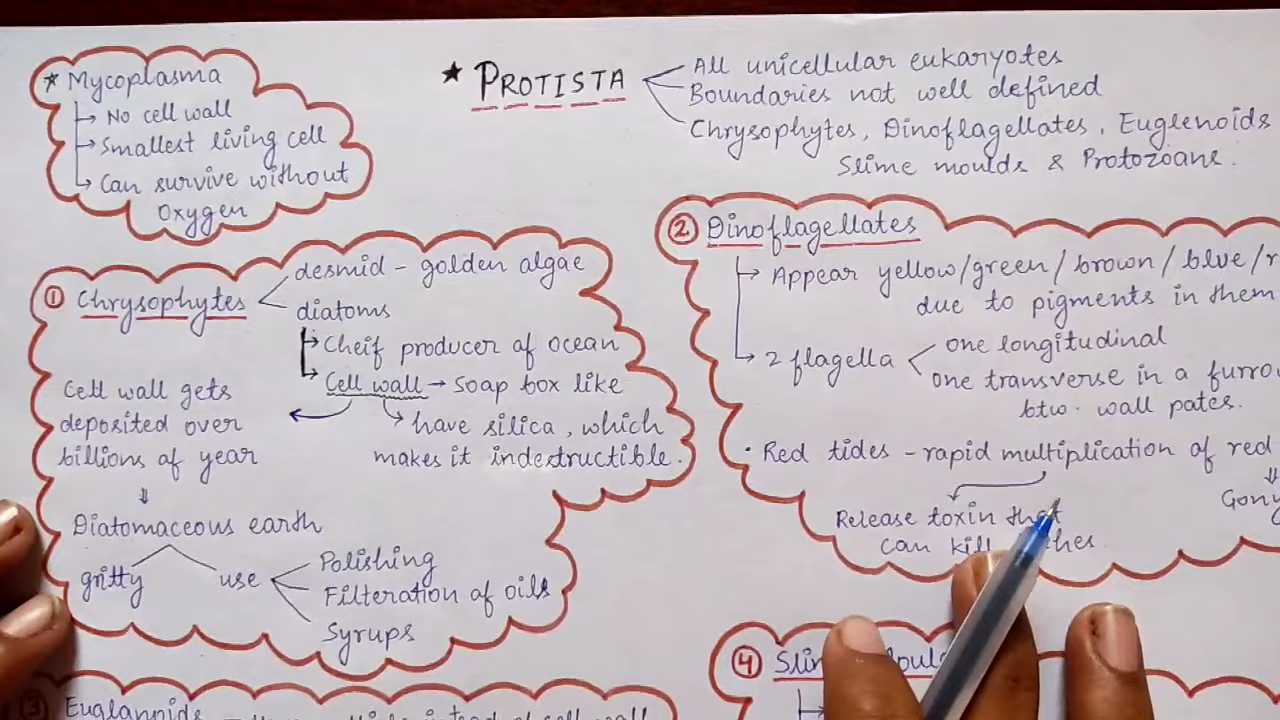 * Mycoplasma
No cell wall
Smallest living cell
Can survive without
Oxygen
★ PROTISTA
All unicellular eukaryotes
Boundaries not well defined
Chrysophytes, Dinoflagellates, Euglenoids
Slime moulds & Protozoans.
① Chrysophytes
desmid - golden algae
diatoms
Cheif producer of ocean
Cell wall → soap box like
have silica, which
makes it indestructible.
Cell wall gets
deposited over
billions of year
Diatomaceous earth
gritty
use
Polishing
Filteration of oils
Syrups
② Dinoflagellates
Appear yellow/green/brown/blue/r
due to pigments in them
2 flagella
one longitudinal
one transverse in a furro
btw. wall pates.
• Red tides - rapid multiplication of red
Gony
Release toxin that
can kill
③ Euglannoids
④